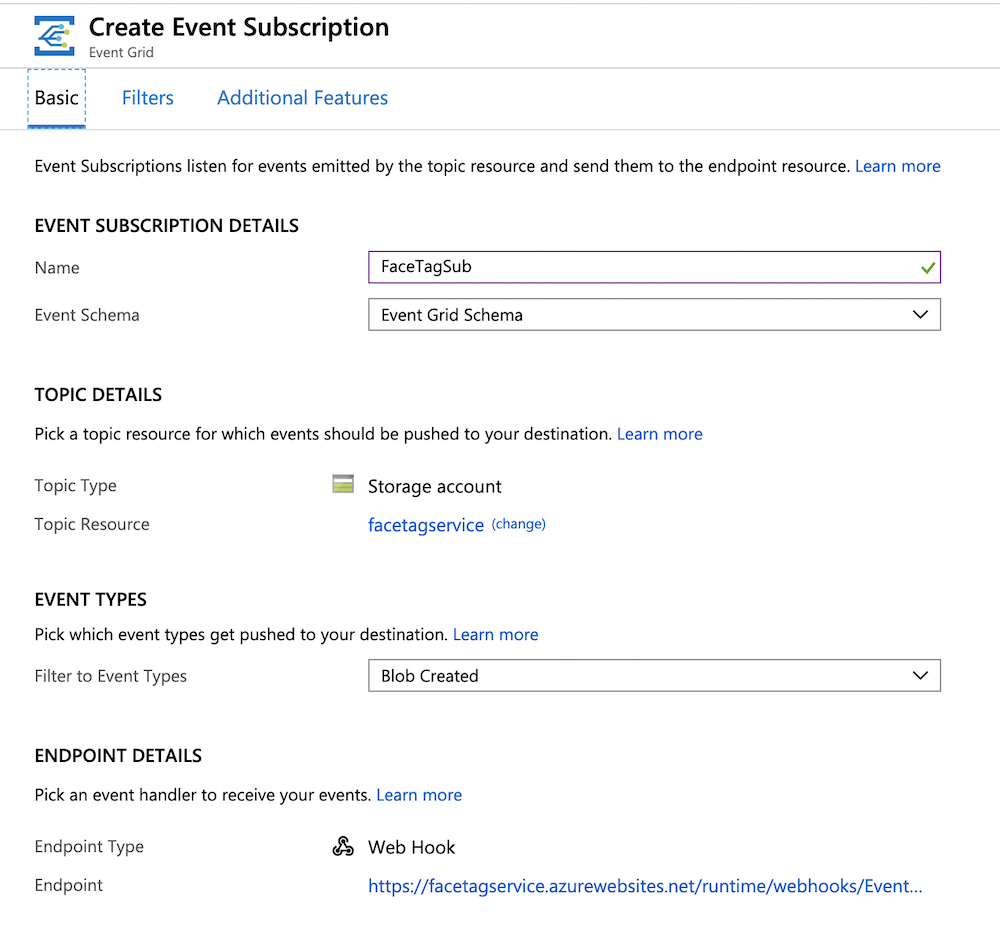 Create Event Subscription
Event Grid
Basic Filters Additional Features
Event Subscriptions listen for events emitted by the topic resource and send them to the endpoint resource. Learn more
EVENT SUBSCRIPTION DETAILS
Name FaceTagSub
Event Schema Event Grid Schema
TOPIC DETAILS
Pick a topic resource for which events should be pushed to your destination. Learn more
Topic Type Storage account
Topic Resource facetagservice (change)
EVENT TYPES
Pick which event types get pushed to your destination. Learn more
Filter to Event Types Blob Created
ENDPOINT DETAILS
Pick an event handler to receive your events. Learn more
Endpoint Type Web Hook
Endpoint https://facetagservice.azurewebsites.net/runtime/webhooks/Event...